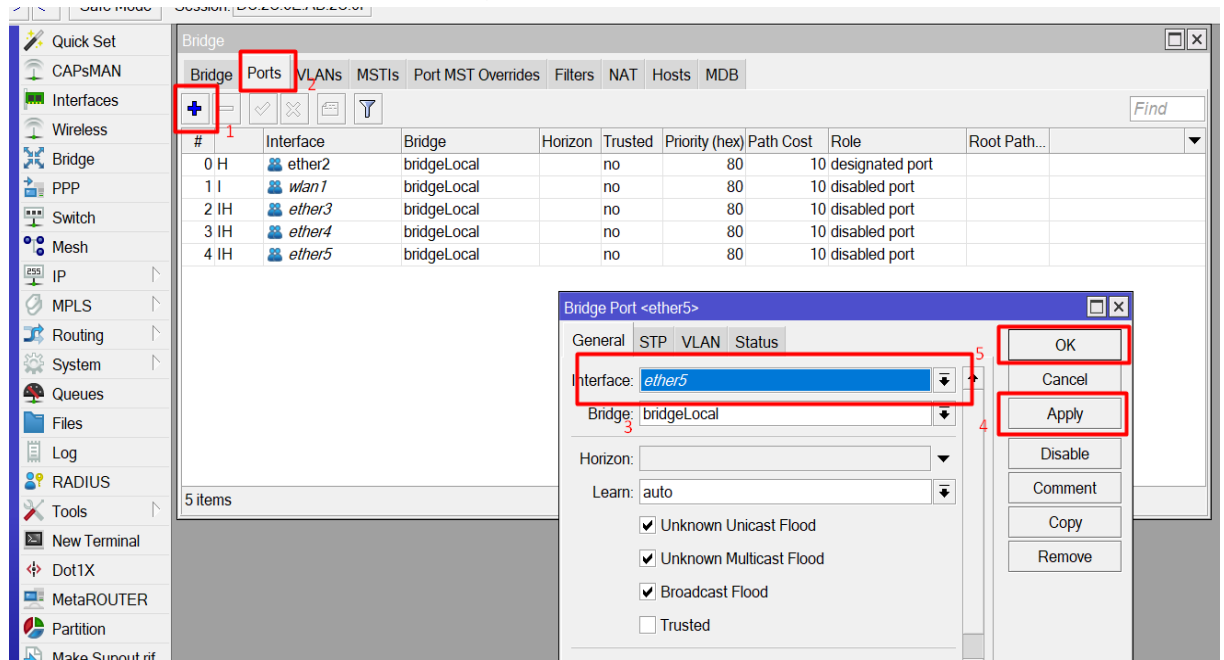 Safe Mode Session:
Quick Set
CAPsMAN
Interfaces
Wireless
Bridge
PPP
Switch
Mesh
IP
MPLS
Routing
System
Queues
Files
Log
RADIUS
Tools
New Terminal
Dot1X
MetaROUTER
Partition
Make Supout.rif
Bridge
Bridge Ports VLANs MSTIs Port MST Overrides Filters NAT Hosts MDB
2
1
Find
# Interface Bridge Horizon Trusted Priority (hex) Path Cost Role Root Path...
0 H ether2 bridgeLocal no 80 10 designated port
1 I wlan1 bridgeLocal no 80 10 disabled port
2 IH ether3 bridgeLocal no 80 10 disabled port
3 IH ether4 bridgeLocal no 80 10 disabled port
4 IH ether5 bridgeLocal no 80 10 disabled port
5 items
Bridge Port <ether5>
General STP VLAN Status
Interface: ether5
Bridge: bridgeLocal
3
Horizon:
Learn: auto
Unknown Unicast Flood
Unknown Multicast Flood
Broadcast Flood
Trusted
5
OK
Cancel
Apply
4
Disable
Comment
Copy
Remove